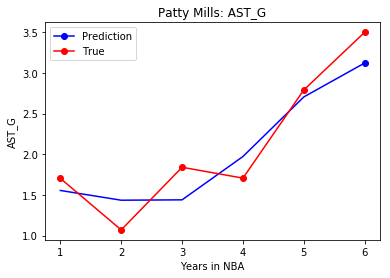 Patty Mills: AST_G
Prediction
True
3.5
3.0
2.5
2.0
1.5
1.0
AST_G
1 2 3 4 5 6
Years in NBA